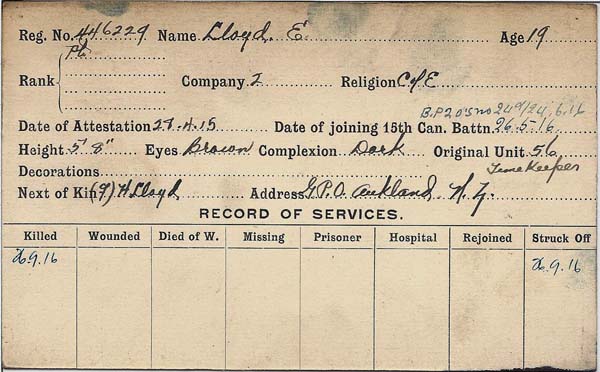 Reg. No. 446229 Name Lloyd. E. Age 19
Pte
Rank Company 2 Religion C of E
B.P2 O's no 249/24.6.16
Date of Attestation 27.4.15 Date of joining 15th Can. Battn. 26.5.16
Height 5' 8" Eyes Brown Complexion Dark Original Unit 56
Decorations Time Keeper
Next of Kin (F) H Lloyd Address G.P.O. Aukland. N.Z.
RECORD OF SERVICES.
Killed Wounded Died of W. Missing Prisoner Hospital Rejoined Struck Off
26.9.16 26.9.16